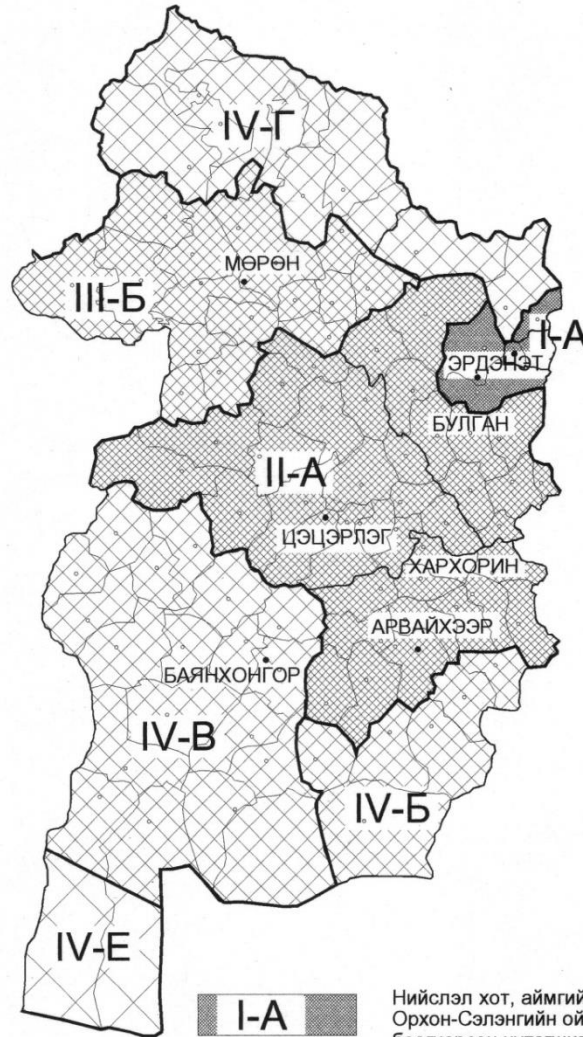 IV-Г
МӨРӨН
III-Б
I-А
ЭРДЭНЭТ
БУЛГАН
II-А
ЦЭЦЭРЛЭГ
ХАРХОРИН
АРВАЙХЭЭР
БАЯНХОНГОР
IV-В
IV-Б
IV-Е
I-А
Нийслэл хот, аймгий
Орхон-Сэлэнгийн ой